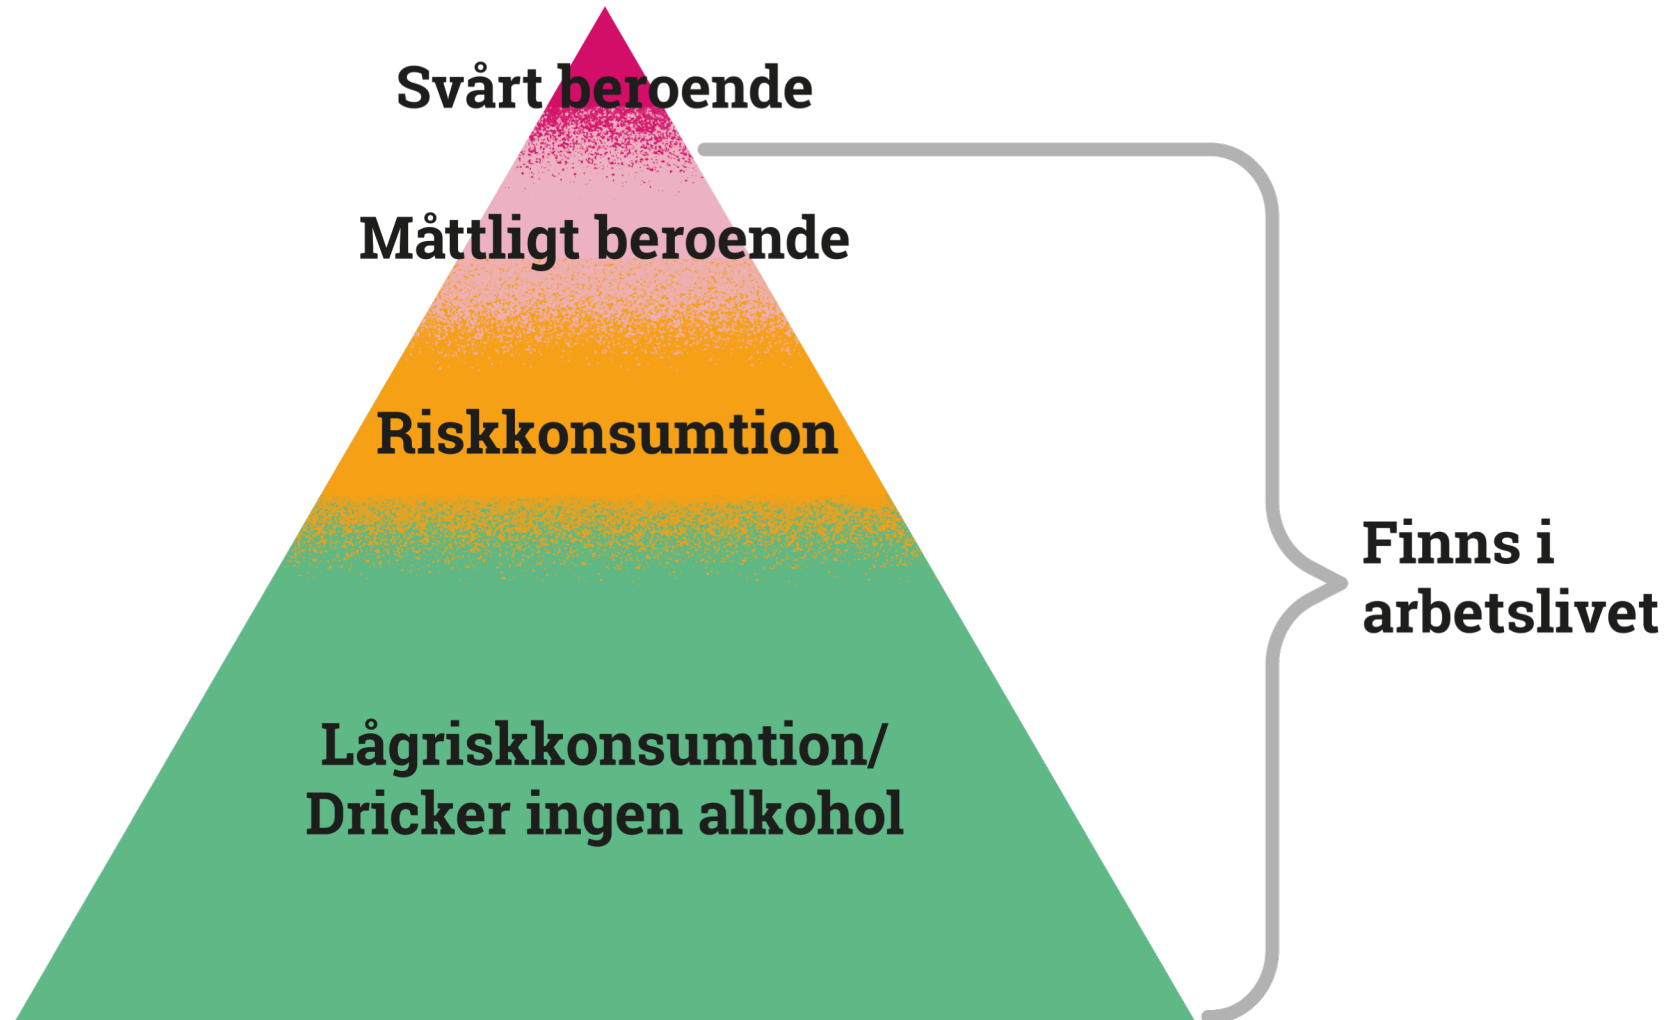 Svårt beroende
Måttligt beroende
Riskkonsumtion
Finns i
arbetslivet
Lågriskkonsumtion/
Dricker ingen alkohol